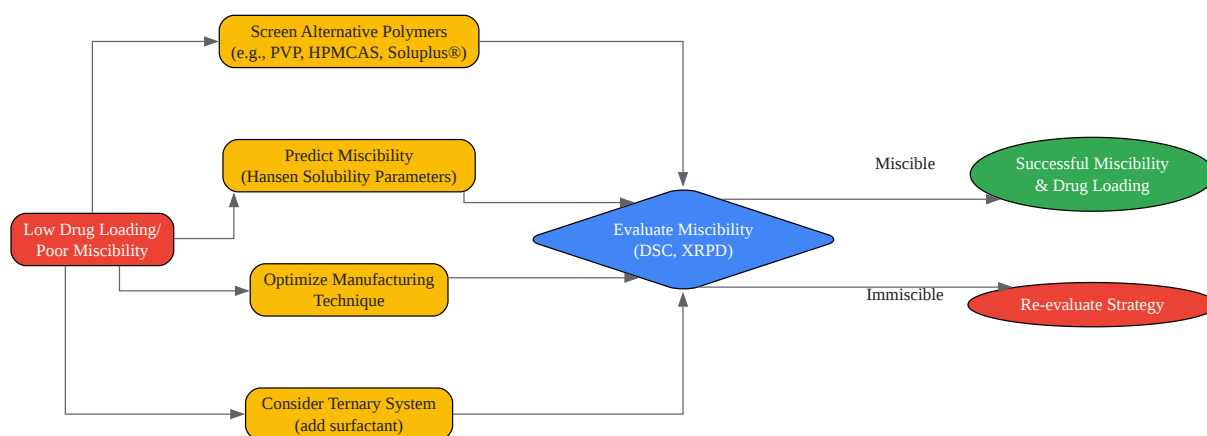 Screen Alternative Polymers
(e.g., PVP, HPMCAS, Soluplus®)
Predict Miscibility
(Hansen Solubility Parameters)
Miscible
Successful Miscibility
& Drug Loading
Low Drug Loading/
Poor Miscibility
Evaluate Miscibility
(DSC, XRPD)
Optimize Manufacturing
Technique
Immiscible
Re-evaluate Strategy
Consider Ternary System
(add surfactant)